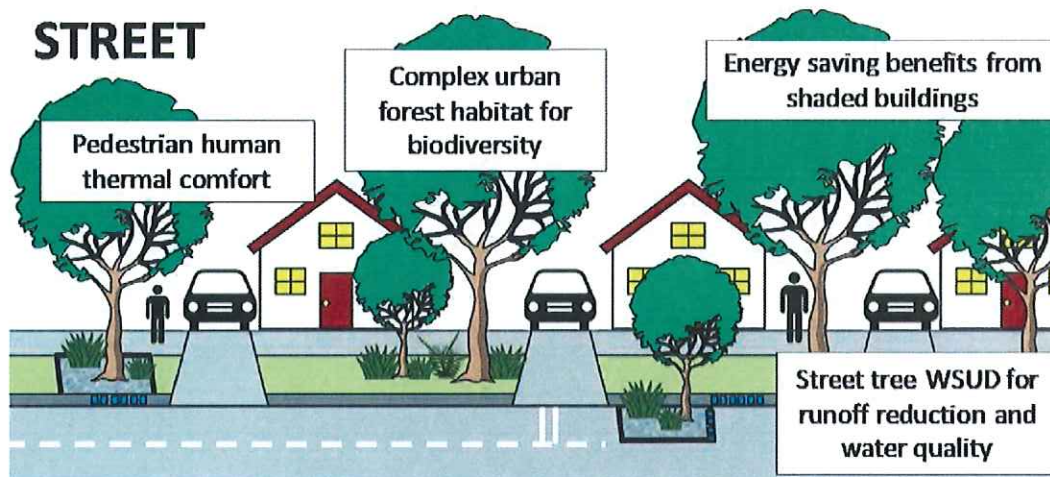 STREET
Pedestrian human
thermal comfort
Complex urban
forest habitat for
biodiversity
Energy saving benefits from
shaded buildings
Street tree WSUD for
runoff reduction and
water quality